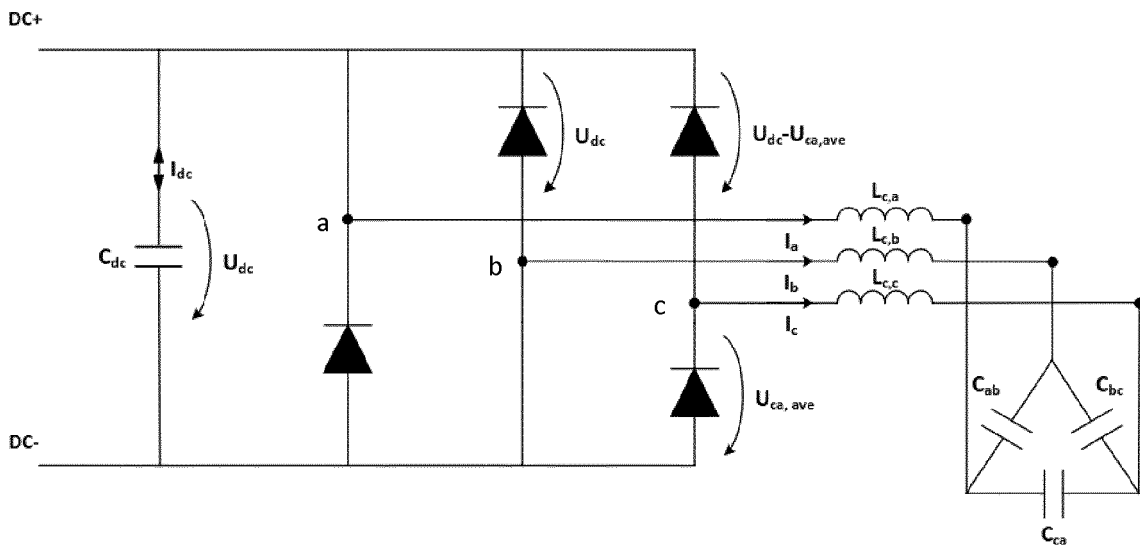 DC+
I_dc
C_dc
U_dc
a
b
c
U_dc
U_dc-U_ca,ave
U_ca, ave
I_a
I_b
I_c
L_c,a
L_c,b
L_c,c
C_ab
C_bc
C_ca
DC-